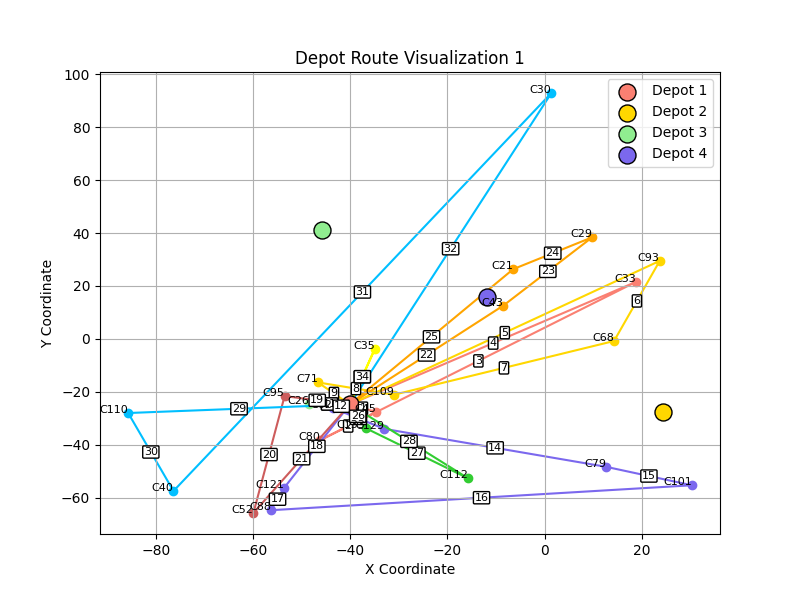 Depot Route Visualization 1
Depot 1
Depot 2
Depot 3
Depot 4
Y Coordinate
X Coordinate
100
80
60
40
20
0
−20
−40
−60
−80
−60
−40
−20
0
20
C30
C29
C21
C93
C33
C43
C68
C35
C71
C109
C95
C26
C110
C80
C112
C79
C101
C121
C40
C52
C88
32
31
24
23
6
5
25
4
22
3
7
34
8
9
19
12
29
26
28
14
18
27
30
20
21
15
17
16